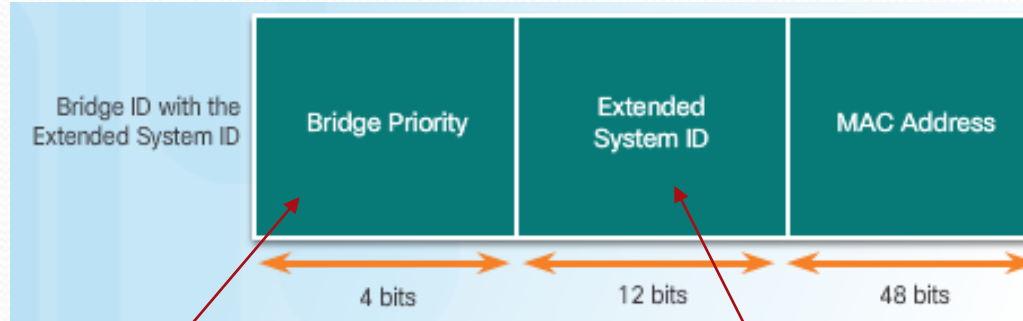 Bridge ID with the
Extended System ID
Bridge Priority
Extended
System ID
MAC Address
4 bits
12 bits
48 bits